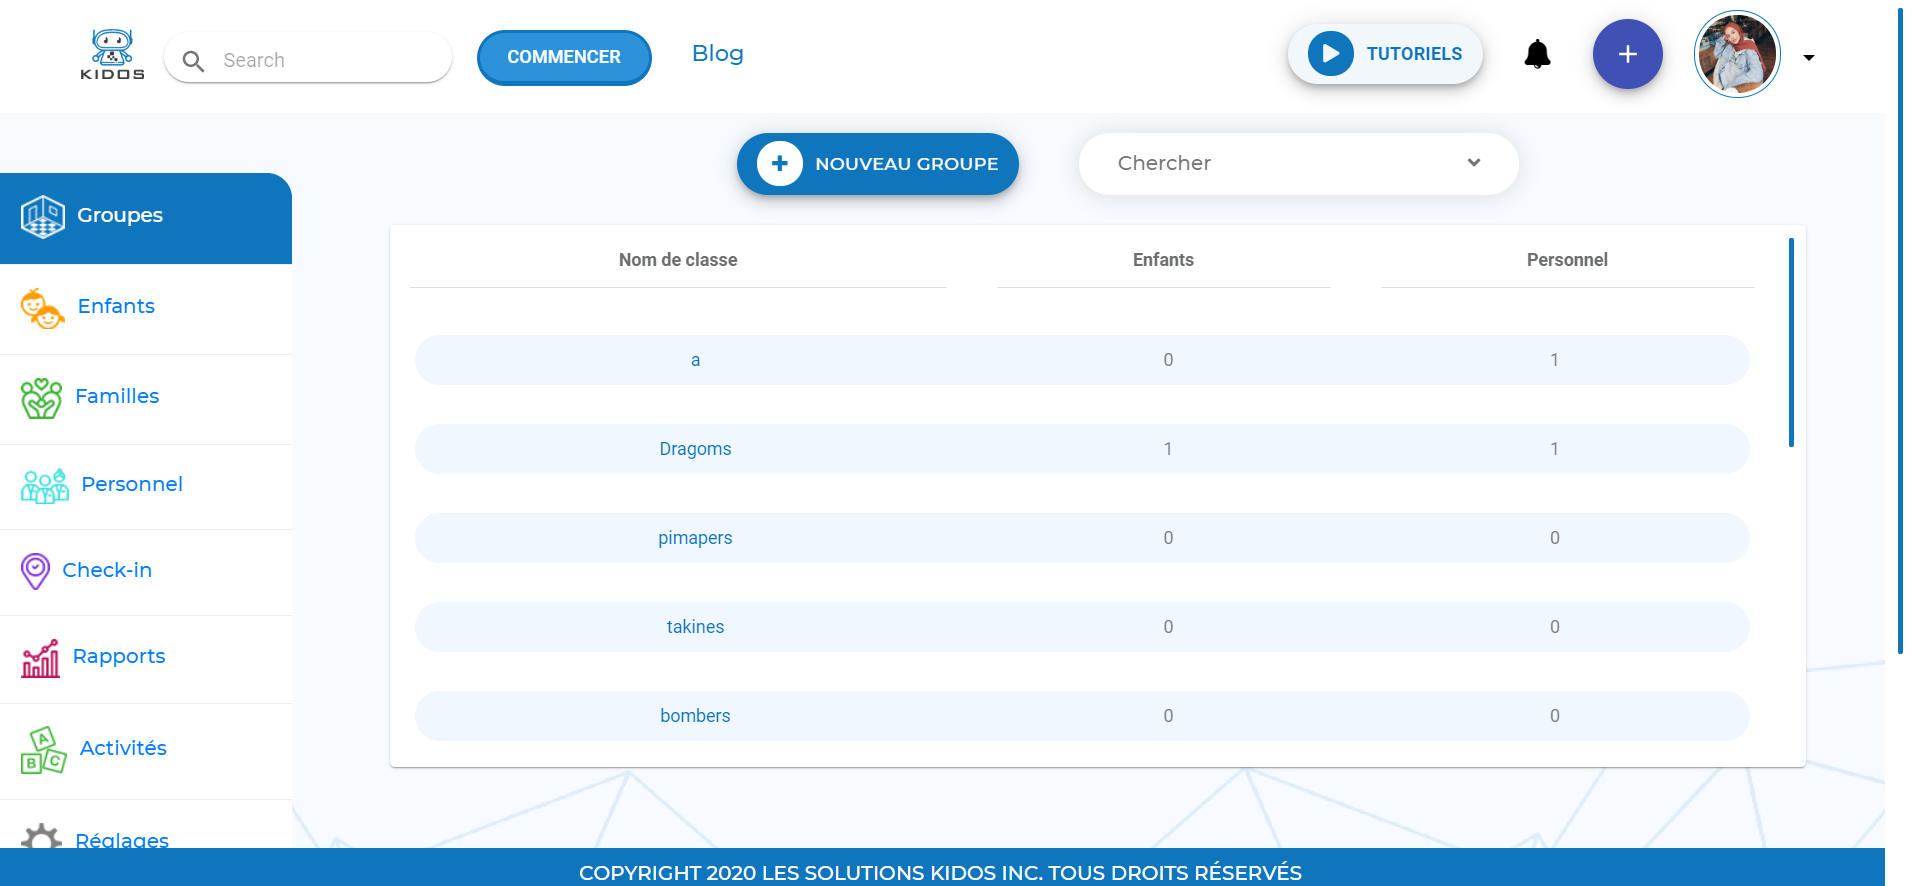 KIDOS
Search
COMMENCER
Blog
TUTORIELS
NOUVEAU GROUPE
Chercher
Groupes
Enfants
Familles
Personnel
Check-in
Rapports
A
B
C
Activités
Réglages
Nom de classe Enfants Personnel
a 0 1
Dragoms 1 1
pimapers 0 0
takines 0 0
bombers 0 0
COPYRIGHT 2020 LES SOLUTIONS KIDOS INC. TOUS DROITS RÉSERVÉS